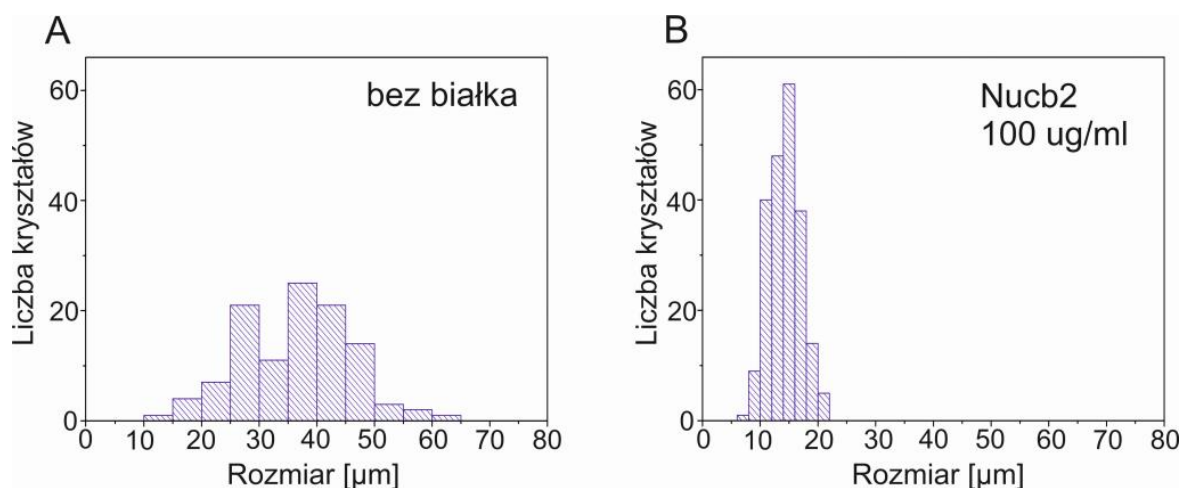 A
Liczba kryształów
60
40
20
0
bez białka
0 10 20 30 40 50 60 70 80
Rozmiar [µm]
B
Liczba kryształów
60
40
20
0
Nucb2
100 ug/ml
0 10 20 30 40 50 60 70 80
Rozmiar [µm]